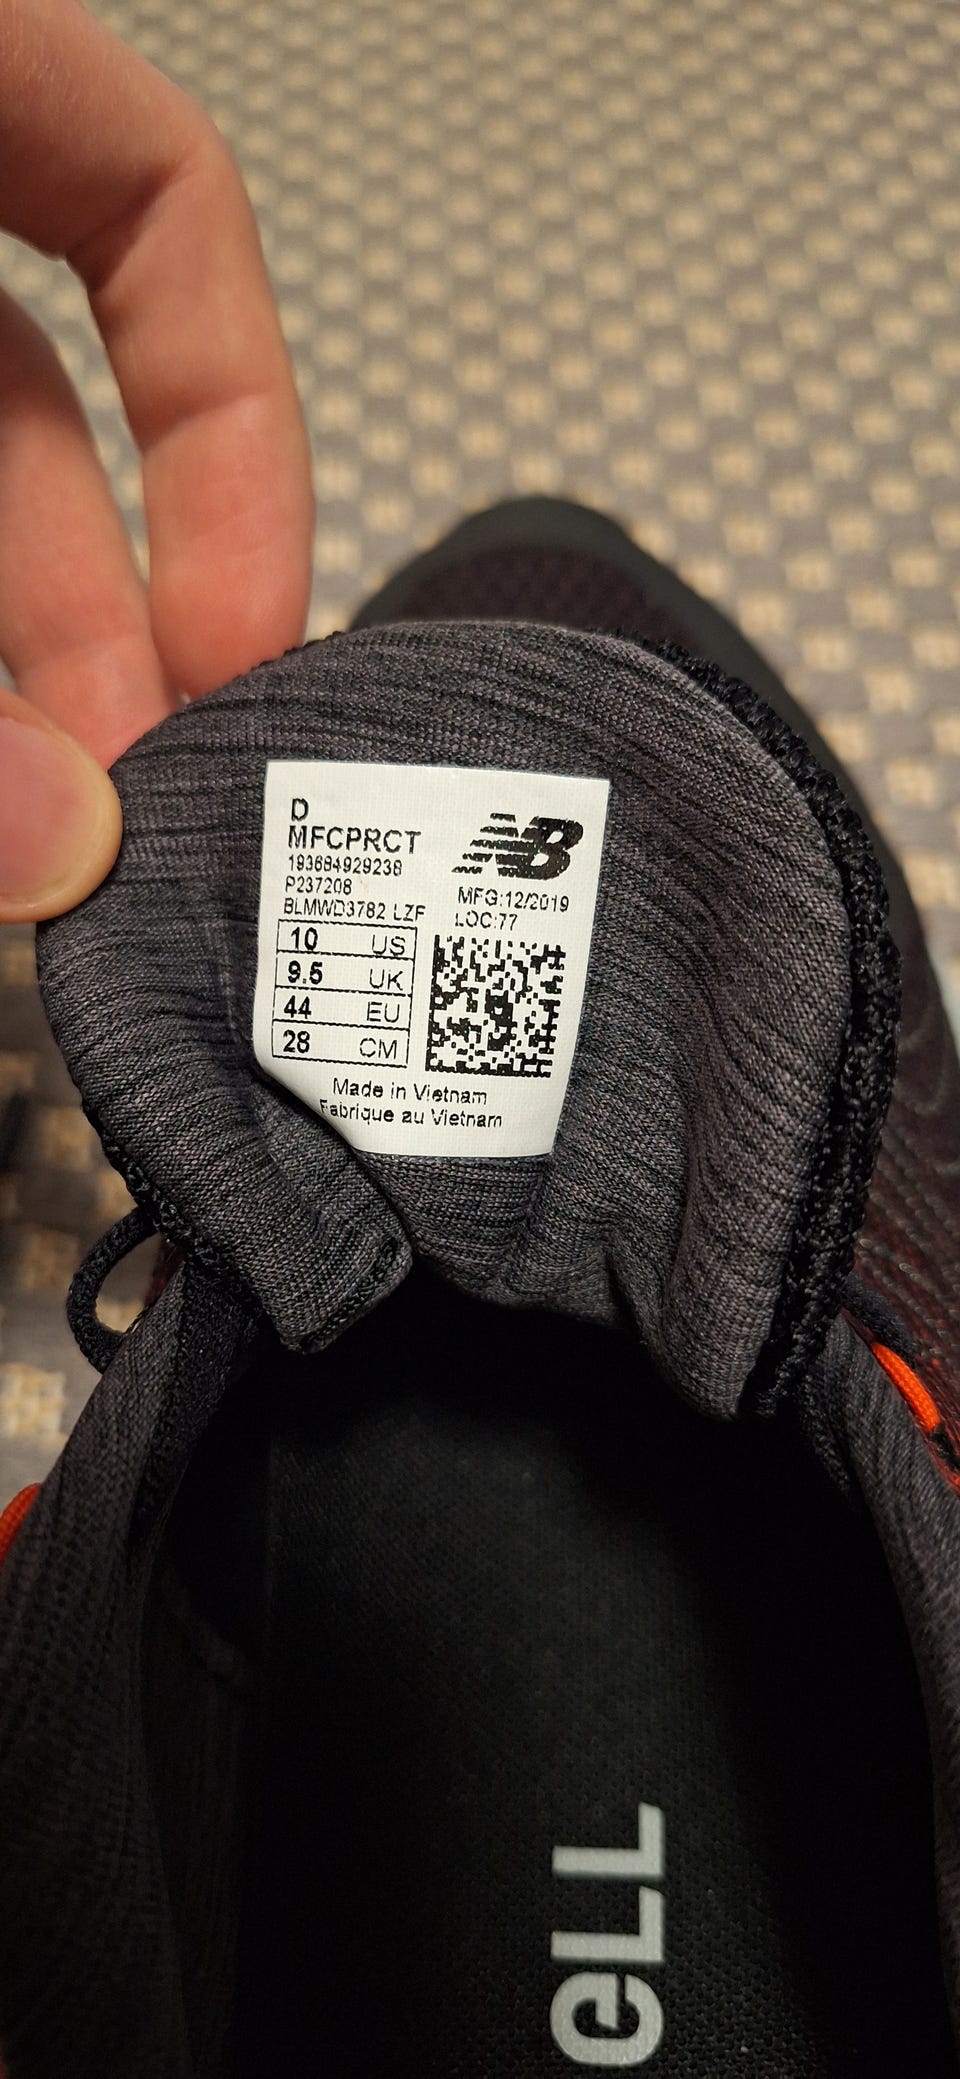 D
MFCPRCT
193684929238
P237208
BLMWD3782 LZF
NB
MFG:12/2019
LOC:77
10 US
9.5 UK
44 EU
28 CM
Made in Vietnam
Fabrique au Vietnam